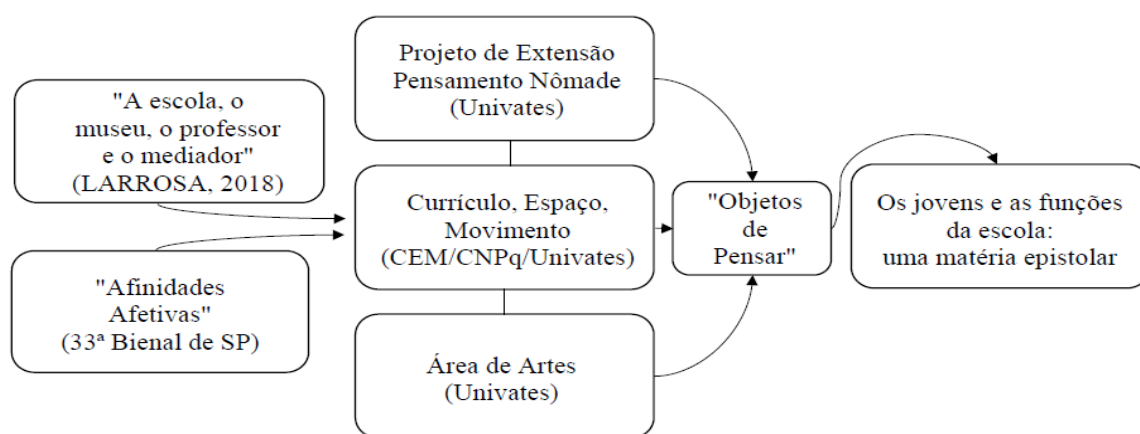 "A escola, o
museu, o professor
e o mediador"
(LARROSA, 2018)
"Afinidades
Afetivas"
(33ª Bienal de SP)
Projeto de Extensão
Pensamento Nômade
(Univates)
Currículo, Espaço,
Movimento
(CEM/CNPq/Univates)
Área de Artes
(Univates)
"Objetos
de
Pensar"
Os jovens e as funções
da escola:
uma matéria epistolar